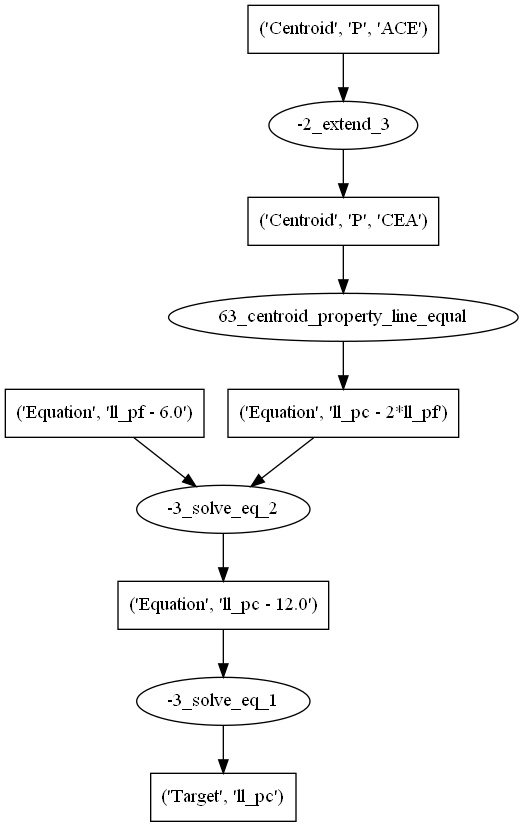 ('Centroid', 'P', 'ACE')
-2_extend_3
('Centroid', 'P', 'CEA')
63_centroid_property_line_equal
('Equation', 'll_pf - 6.0')
('Equation', 'll_pc - 2*ll_pf')
-3_solve_eq_2
('Equation', 'll_pc - 12.0')
-3_solve_eq_1
('Target', 'll_pc')